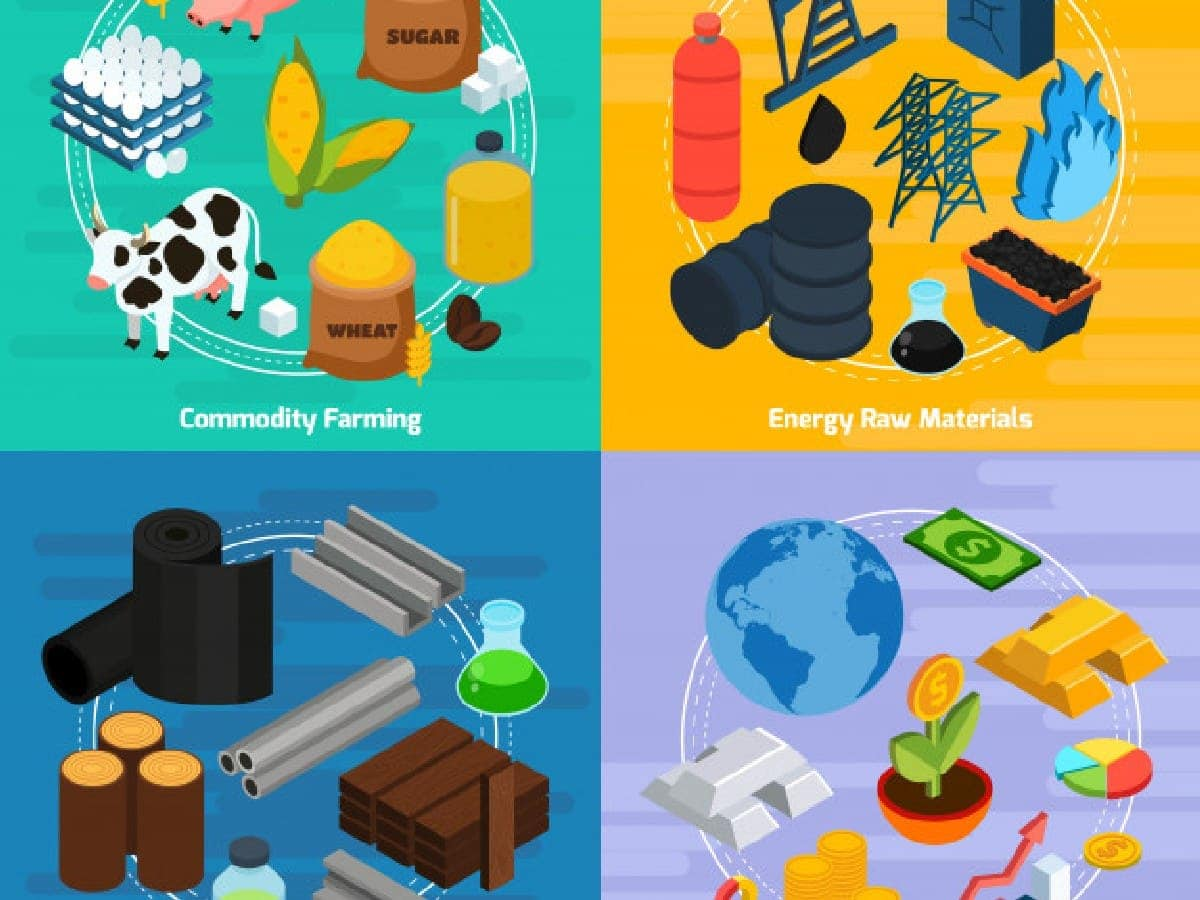 SUGAR
WHEAT
Commodity Farming
Energy Raw Materials
$
$
$